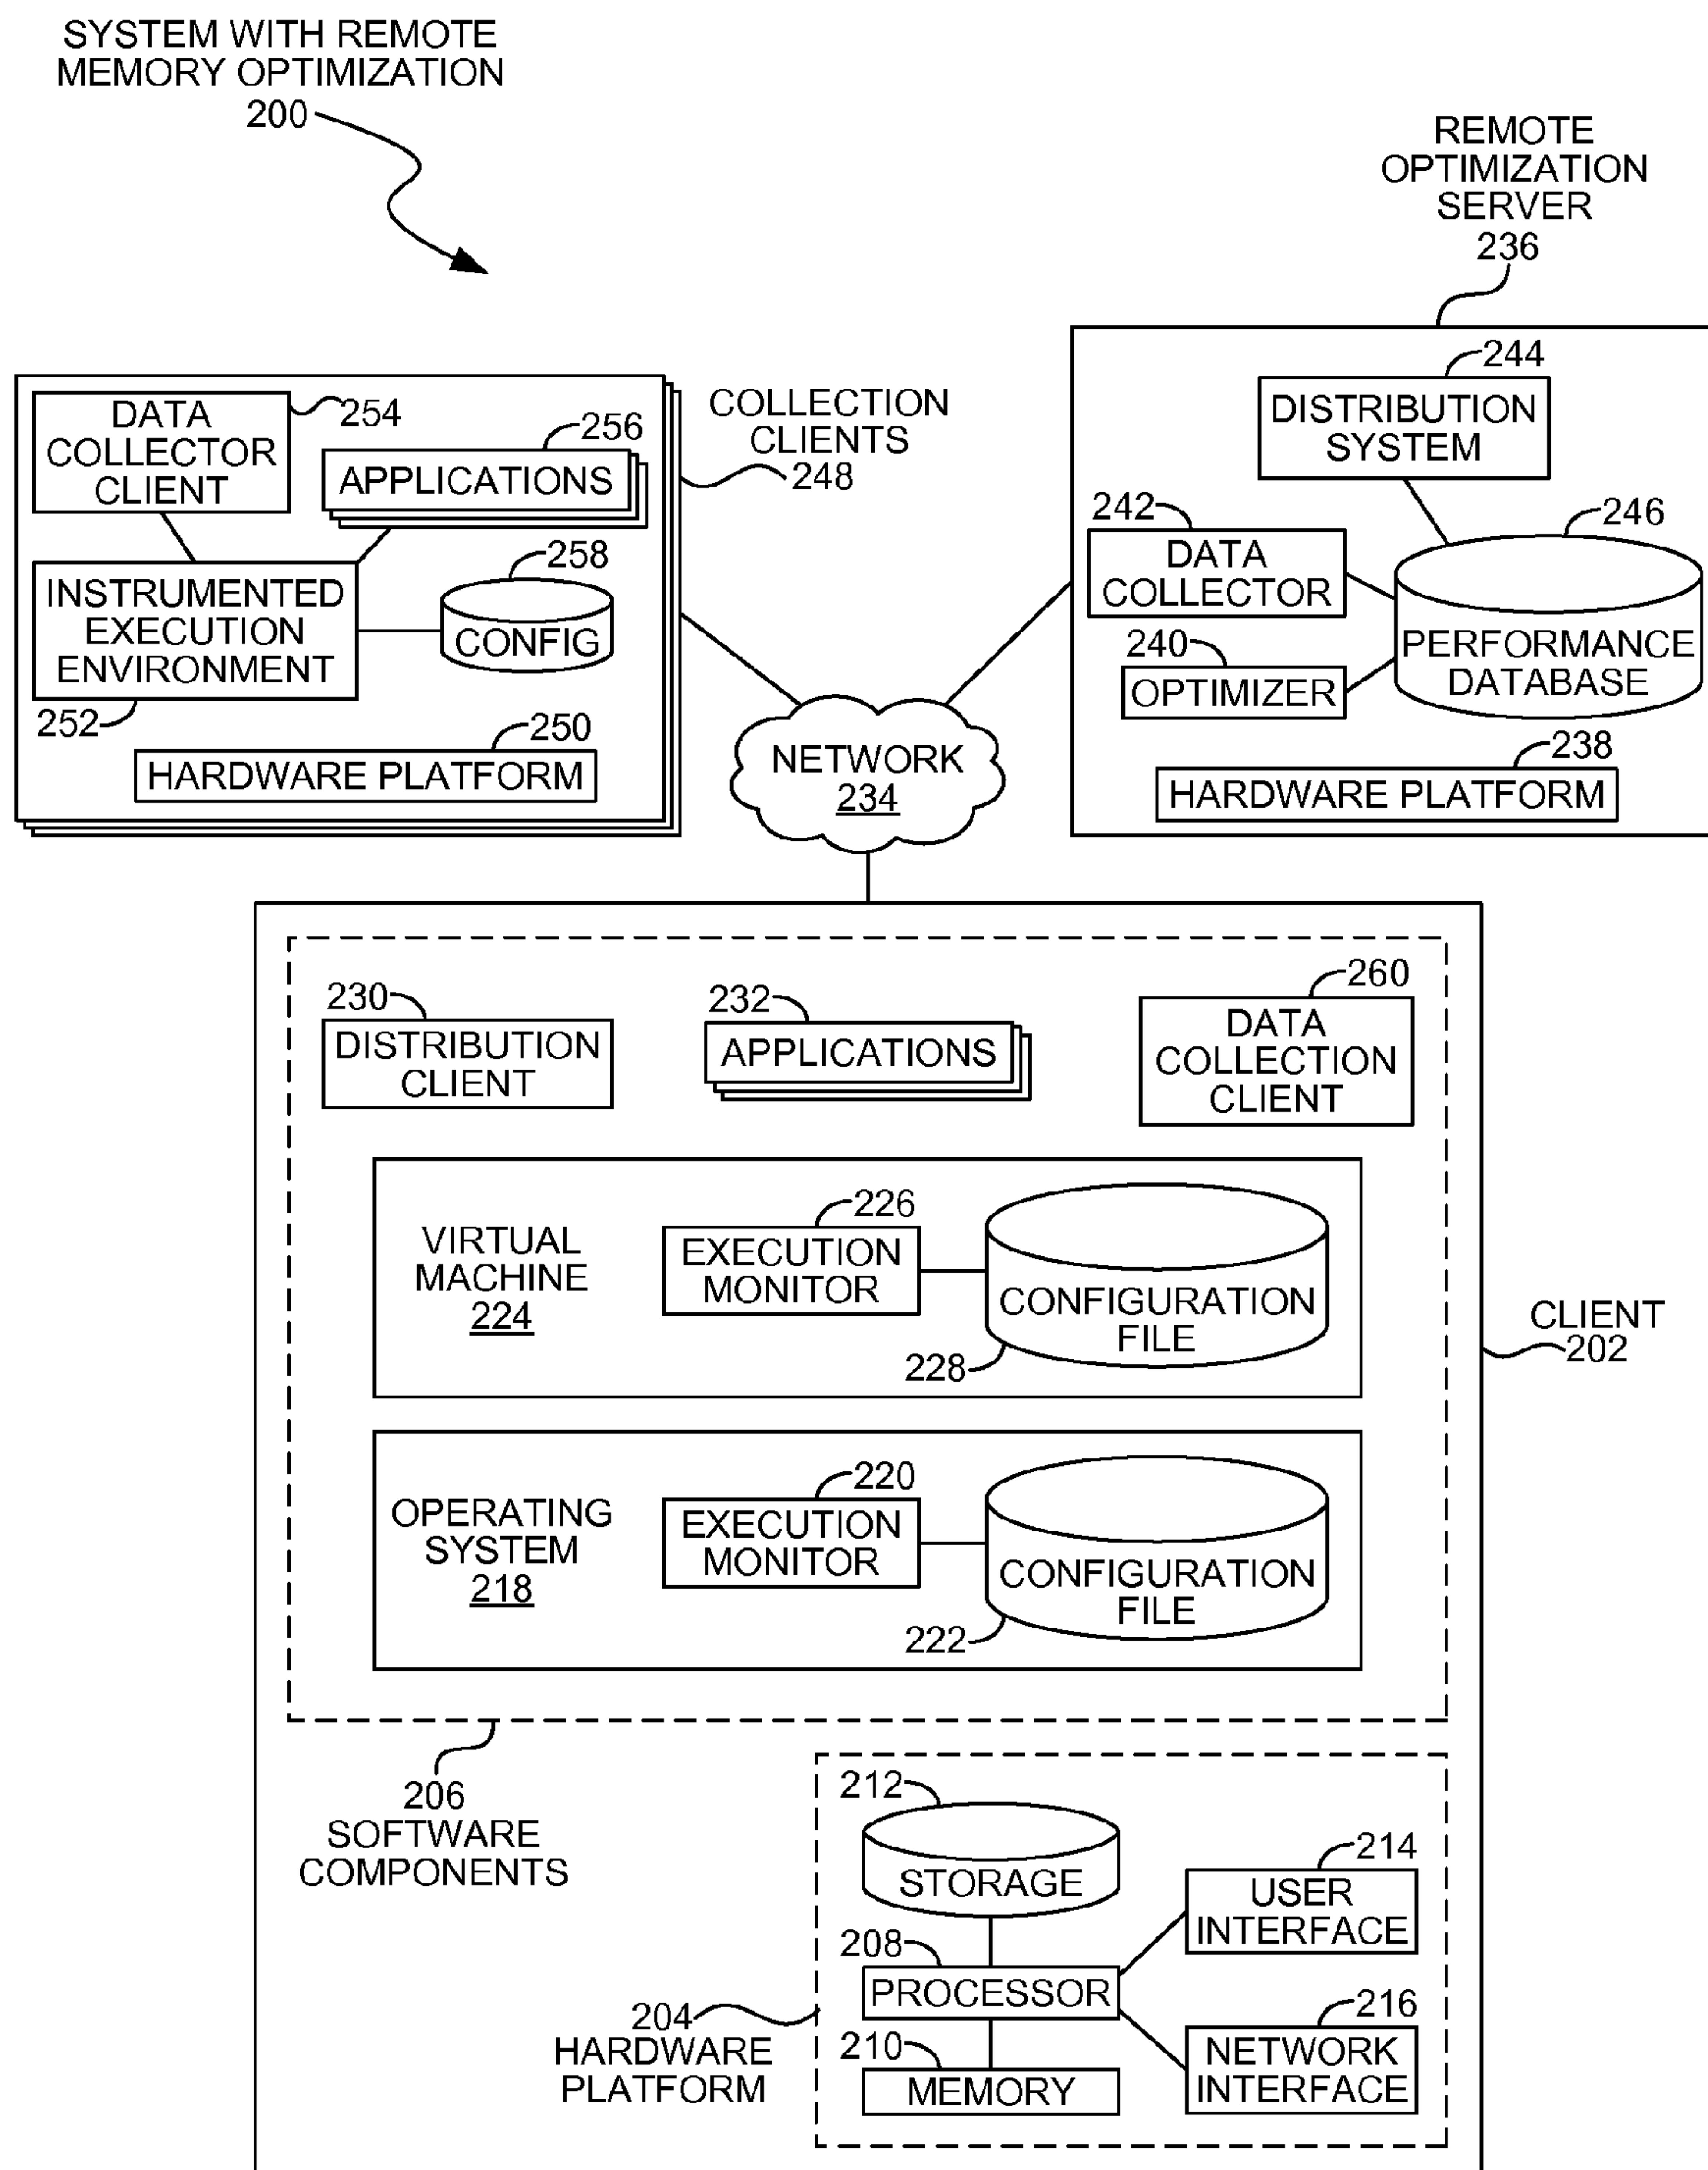 SYSTEM WITH REMOTE
MEMORY OPTIMIZATION
200
REMOTE
OPTIMIZATION
SERVER
236
DATA
COLLECTOR
CLIENT
254
256
APPLICATIONS
COLLECTION
CLIENTS
248
INSTRUMENTED
EXECUTION
ENVIRONMENT
252
258
CONFIG
250
HARDWARE PLATFORM
244
DISTRIBUTION
SYSTEM
242
DATA
COLLECTOR
246
PERFORMANCE
DATABASE
240
OPTIMIZER
238
HARDWARE PLATFORM
NETWORK
234
230
DISTRIBUTION
CLIENT
232
APPLICATIONS
260
DATA
COLLECTION
CLIENT
VIRTUAL
MACHINE
224
226
EXECUTION
MONITOR
CONFIGURATION
FILE
228
CLIENT
202
OPERATING
SYSTEM
218
220
EXECUTION
MONITOR
CONFIGURATION
FILE
222
206
SOFTWARE
COMPONENTS
212
STORAGE
214
USER
INTERFACE
208
PROCESSOR
204
HARDWARE
PLATFORM
210
MEMORY
216
NETWORK
INTERFACE